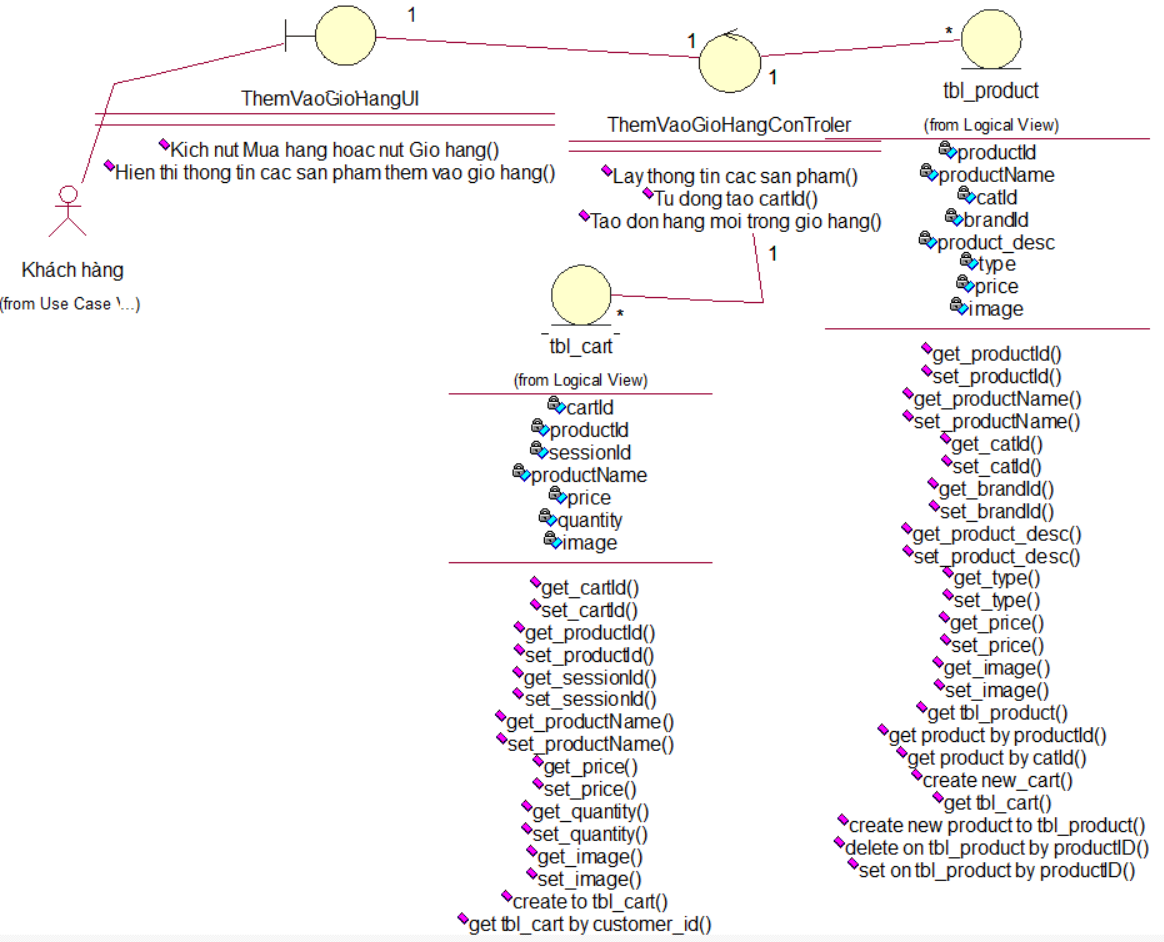 1
1
1
*
ThemVaoGioHangUI
Kich nut Mua hang hoac nut Gio hang()
Hien thi thong tin cac san pham them vao gio hang()
ThemVaoGioHangConTroler
Lay thong tin cac san pham()
Tu dong tao cartId()
Tao don hang moi trong gio hang()
1
*
Khách hàng
(from Use Case '...)
tbl_cart
(from Logical View)
cartId
productId
sessionId
productName
price
quantity
image
get_cartId()
set_cartId()
get_productId()
set_productId()
get_sessionId()
set_sessionId()
get_productName()
set_productName()
get_price()
set_price()
get_quantity()
set_quantity()
get_image()
set_image()
create to tbl_cart()
get tbl_cart by customer_id()
tbl_product
(from Logical View)
productId
productName
catId
brandId
product_desc
type
price
image
get_productId()
set_productId()
get_productName()
set_productName()
get_catId()
set_catId()
get_brandId()
set_brandId()
get_product_desc()
set_product_desc()
get_type()
set_type()
get_price()
set_price()
get_image()
set_image()
get tbl_product()
get product by productId()
get product by catId()
create new_cart()
get tbl_cart()
create new product to tbl_product()
delete on tbl_product by productID()
set on tbl_product by productID()